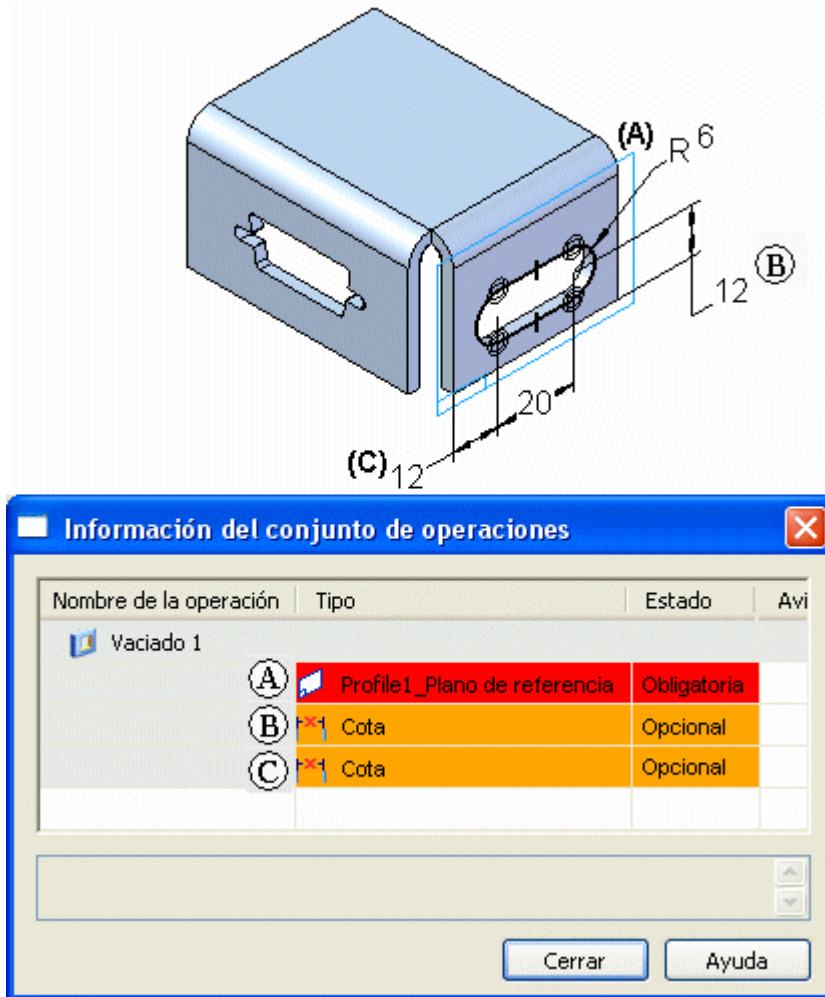 (A)
R 6
12 B
20
(C) 12
Información del conjunto de operaciones
Nombre de la operación Tipo Estado Avi
Vaciado 1
A Profile1_Plano de referencia Obligatoria
B Cota Opcional
C Cota Opcional
Cerrar Ayuda